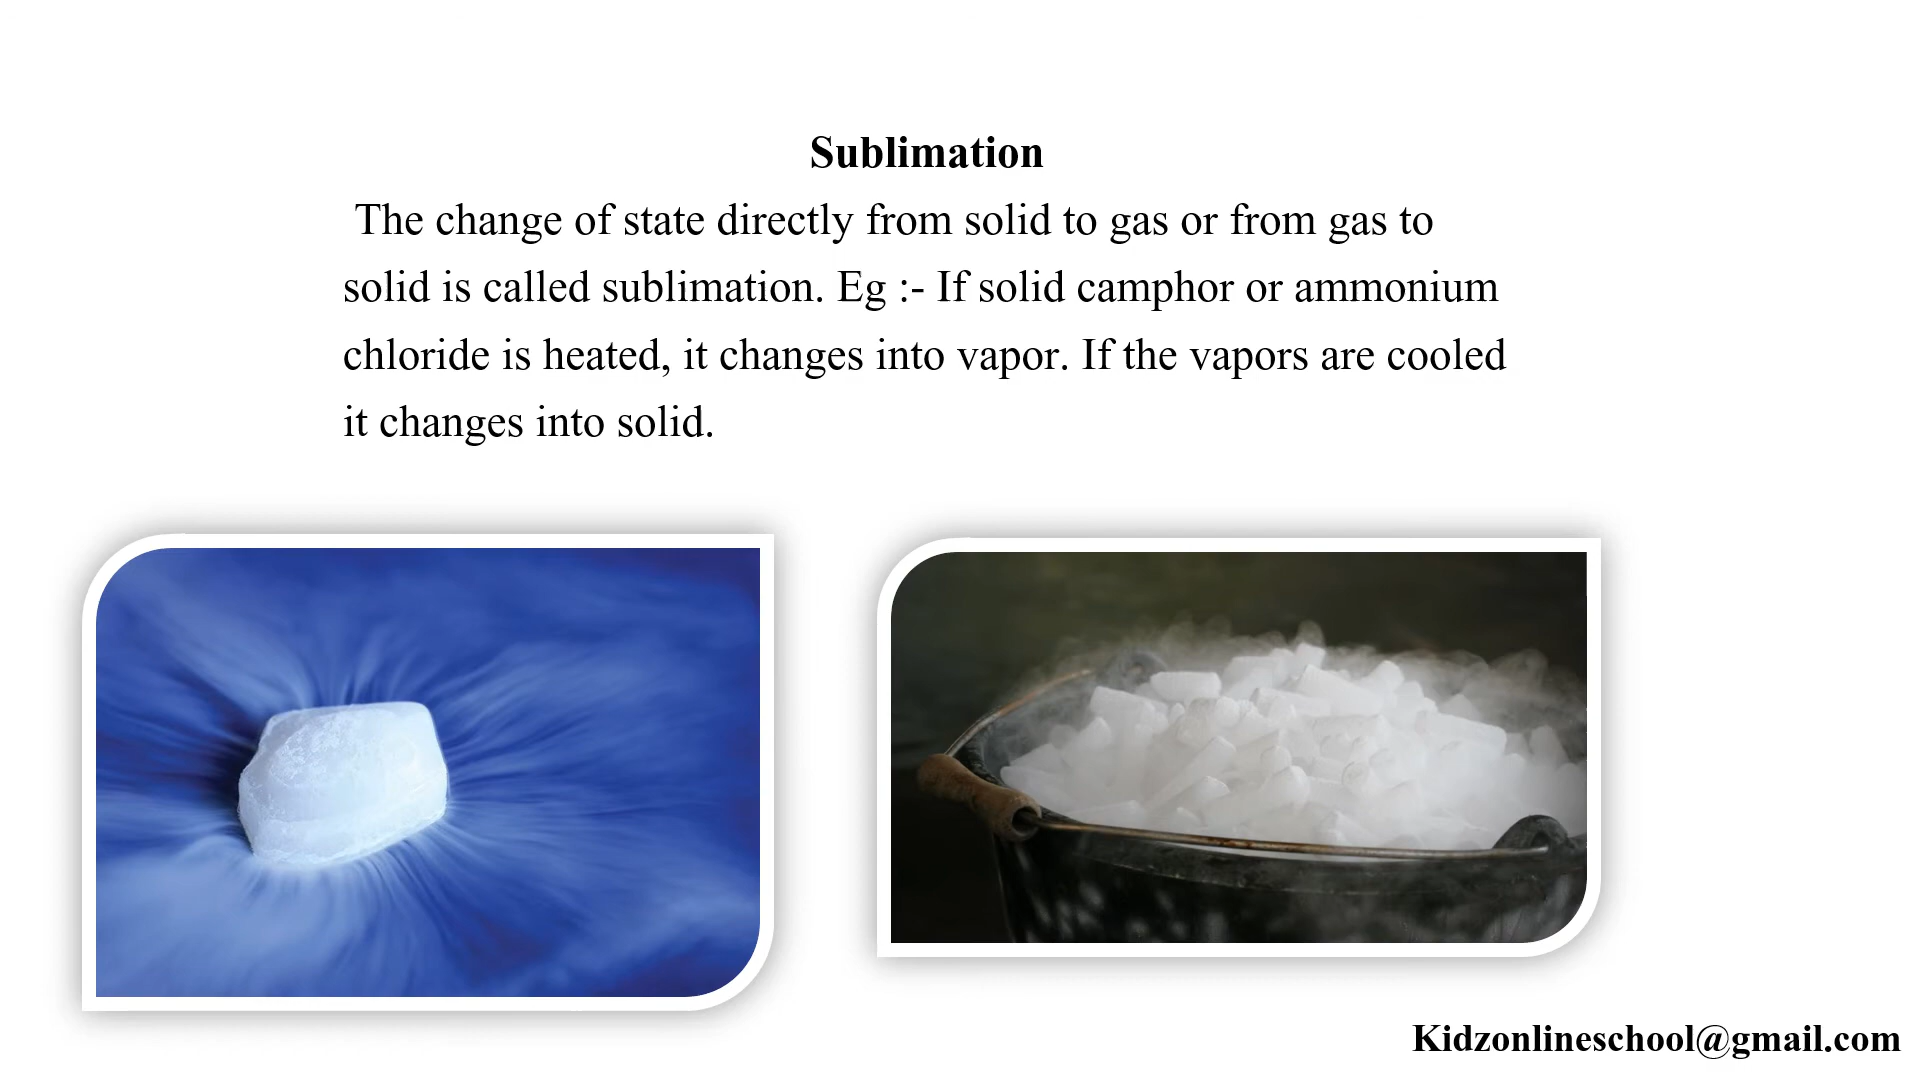 Sublimation
The change of state directly from solid to gas or from gas to
solid is called sublimation. Eg :- If solid camphor or ammonium
chloride is heated, it changes into vapor. If the vapors are cooled
it changes into solid.
Kidzonlineschool@gmail.com